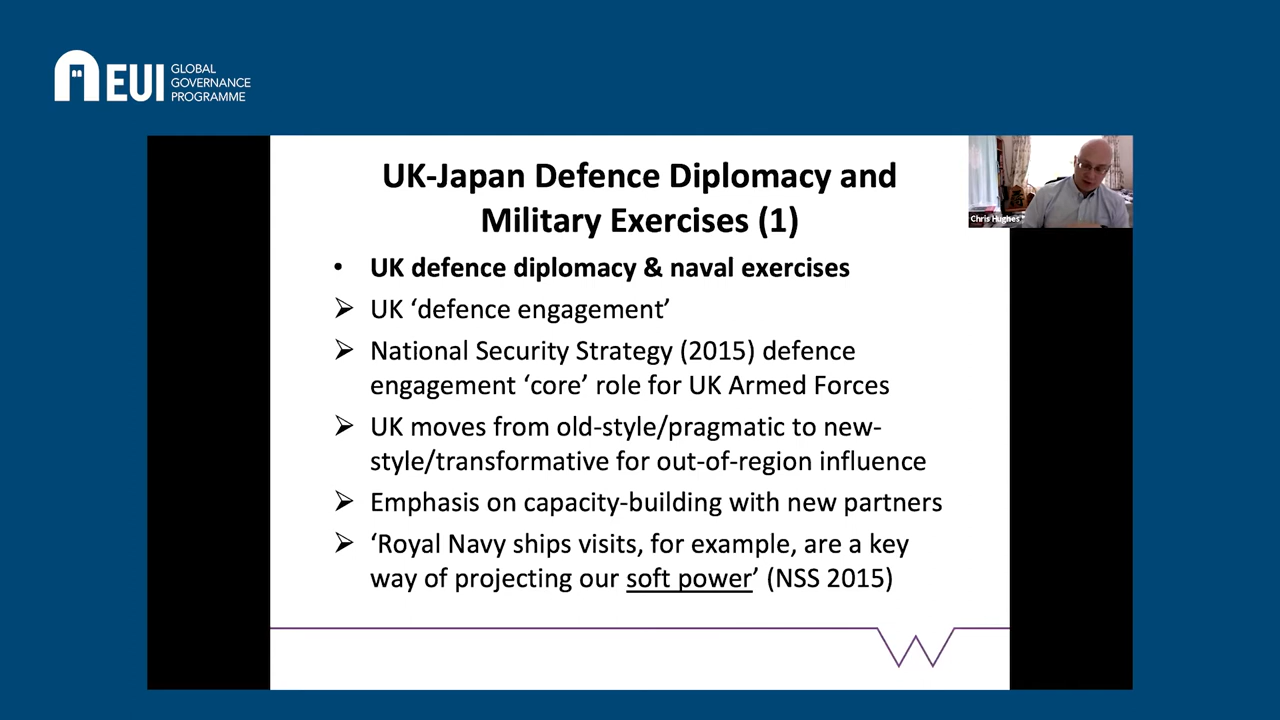 EUI
GLOBAL
GOVERNANCE
PROGRAMME
UK-Japan Defence Diplomacy and
Military Exercises (1)
Chris Hughes
• UK defence diplomacy & naval exercises
➢ UK ‘defence engagement’
➢ National Security Strategy (2015) defence
engagement ‘core’ role for UK Armed Forces
➢ UK moves from old-style/pragmatic to new-
style/transformative for out-of-region influence
➢ Emphasis on capacity-building with new partners
➢ ‘Royal Navy ships visits, for example, are a key
way of projecting our soft power’ (NSS 2015)